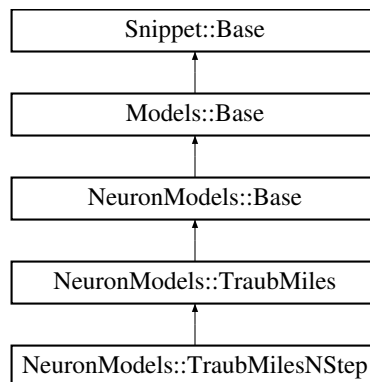 Snippet::Base
Models::Base
NeuronModels::Base
NeuronModels::TraubMiles
NeuronModels::TraubMilesNStep